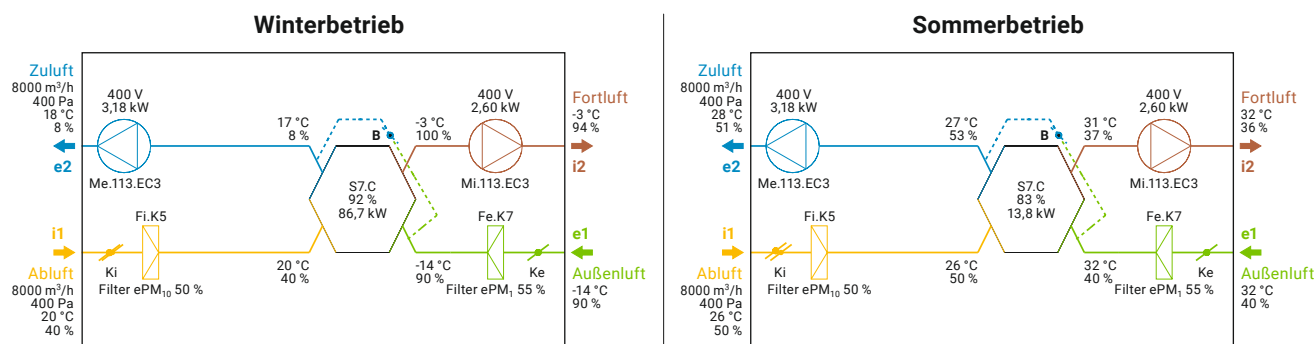 Winterbetrieb
Zuluft
8000 m³/h
400 Pa
18 °C
8 %
e2
400 V
3,18 kW
Me.113.EC3
17 °C
8 %
B
-3 °C
100 %
400 V
2,60 kW
Mi.113.EC3
Fortluft
-3 °C
94 %
i2
S7.C
92 %
86,7 kW
i1
Abluft
8000 m³/h
400 Pa
20 °C
40 %
Ki
Fi.K5
Filter ePM₁₀ 50 %
20 °C
40 %
-14 °C
90 %
Fe.K7
Filter ePM₁ 55 %
Ke
e1
Außenluft
-14 °C
90 %
Sommerbetrieb
Zuluft
8000 m³/h
400 Pa
28 °C
51 %
e2
400 V
3,18 kW
Me.113.EC3
27 °C
53 %
B
31 °C
37 %
400 V
2,60 kW
Mi.113.EC3
Fortluft
32 °C
36 %
i2
S7.C
83 %
13,8 kW
i1
Abluft
8000 m³/h
400 Pa
26 °C
50 %
Ki
Fi.K5
Filter ePM₁₀ 50 %
26 °C
50 %
32 °C
40 %
Fe.K7
Filter ePM₁ 55 %
Ke
e1
Außenluft
32 °C
40 %